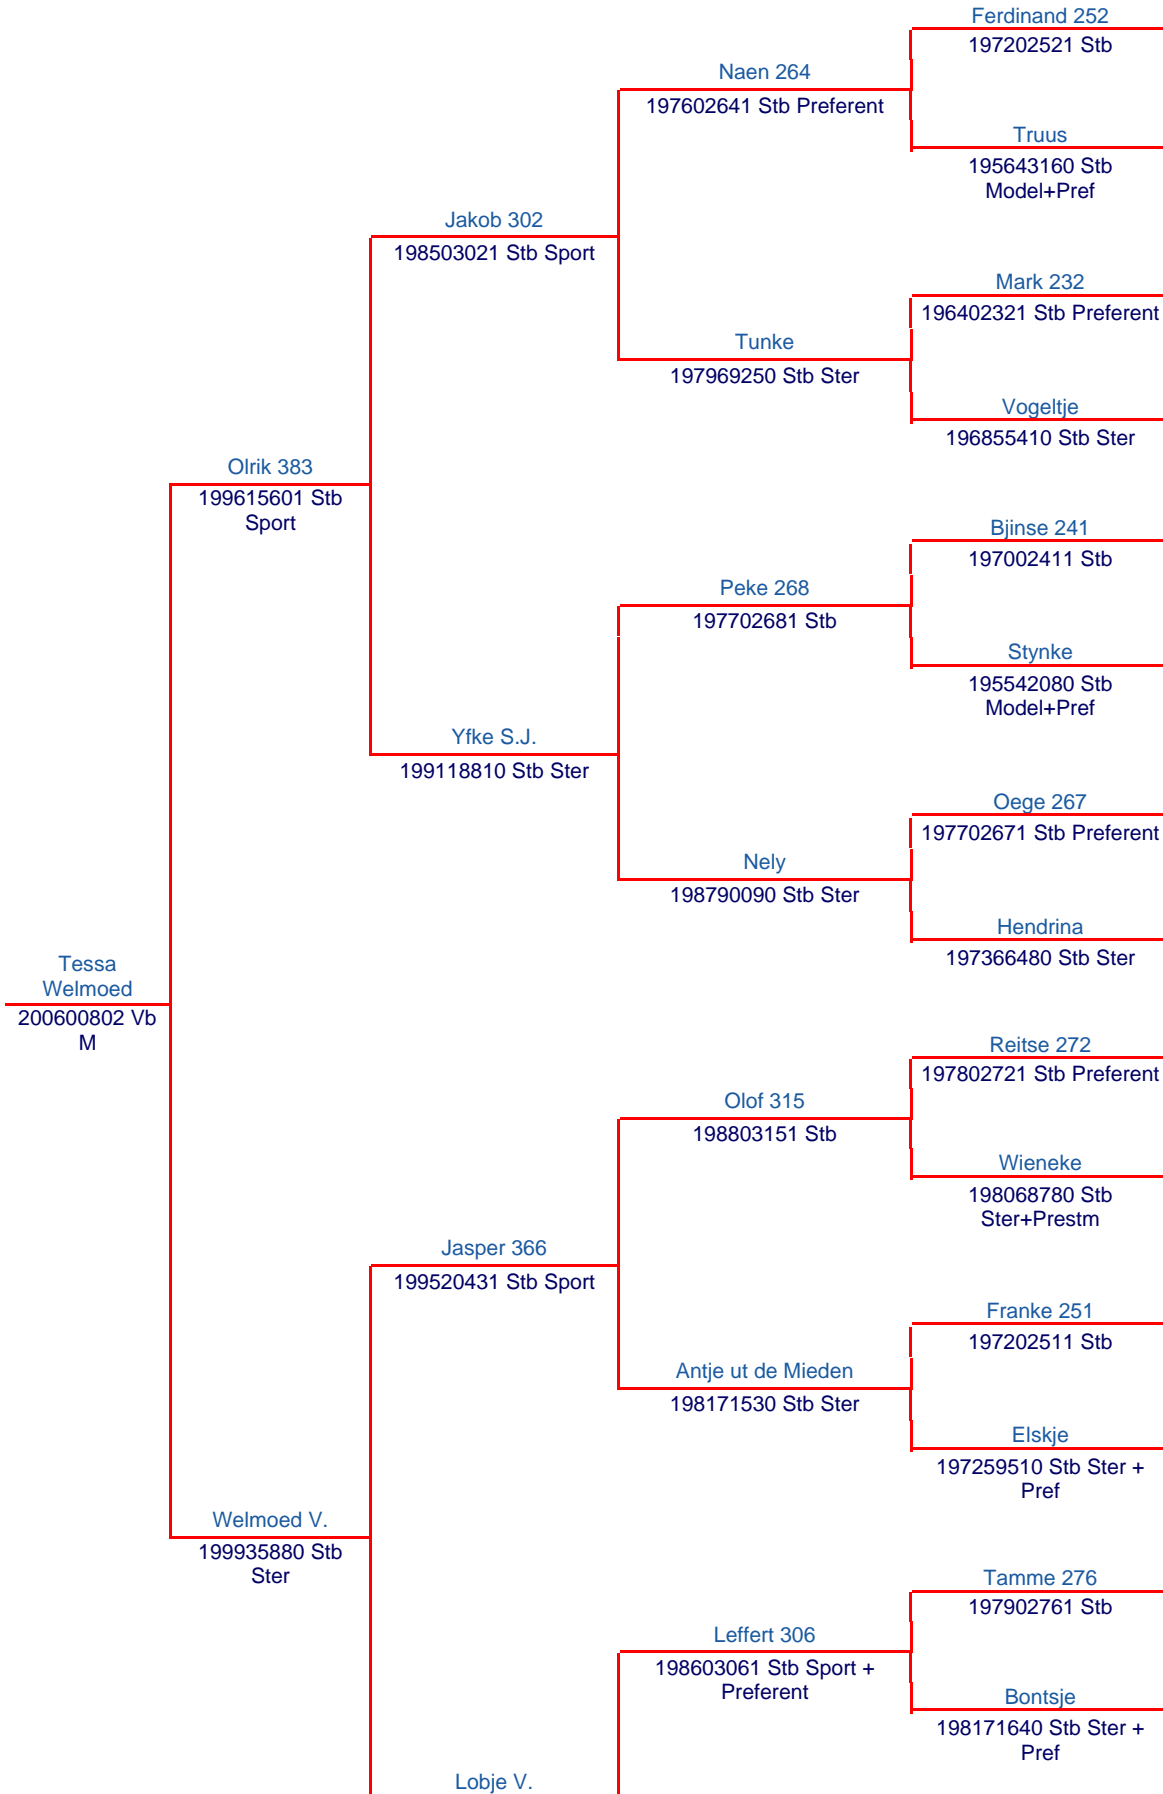 Ferdinand 252
197202521 Stb
Naen 264
197602641 Stb Preferent
Truus
195643160 Stb
Model+Pref
Jakob 302
198503021 Stb Sport
Mark 232
196402321 Stb Preferent
Tunke
197969250 Stb Ster
Vogeltje
196855410 Stb Ster
Olrik 383
199615601 Stb
Sport
Bjinse 241
197002411 Stb
Peke 268
197702681 Stb
Stynke
195542080 Stb
Model+Pref
Yfke S.J.
199118810 Stb Ster
Oege 267
197702671 Stb Preferent
Nely
198790090 Stb Ster
Hendrina
197366480 Stb Ster
Tessa
Welmoed
200600802 Vb
M
Reitse 272
197802721 Stb Preferent
Olof 315
198803151 Stb
Wieneke
198068780 Stb
Ster+Prestm
Jasper 366
199520431 Stb Sport
Franke 251
197202511 Stb
Antje ut de Mieden
198171530 Stb Ster
Elskje
197259510 Stb Ster +
Pref
Welmoed V.
199935880 Stb
Ster
Tamme 276
197902761 Stb
Leffert 306
198603061 Stb Sport +
Preferent
Bontsje
198171640 Stb Ster +
Pref
Lobje V.